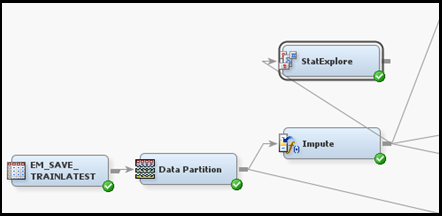 StatExplore
Impute
EM_SAVE_
TRAINLATEST
Data Partition